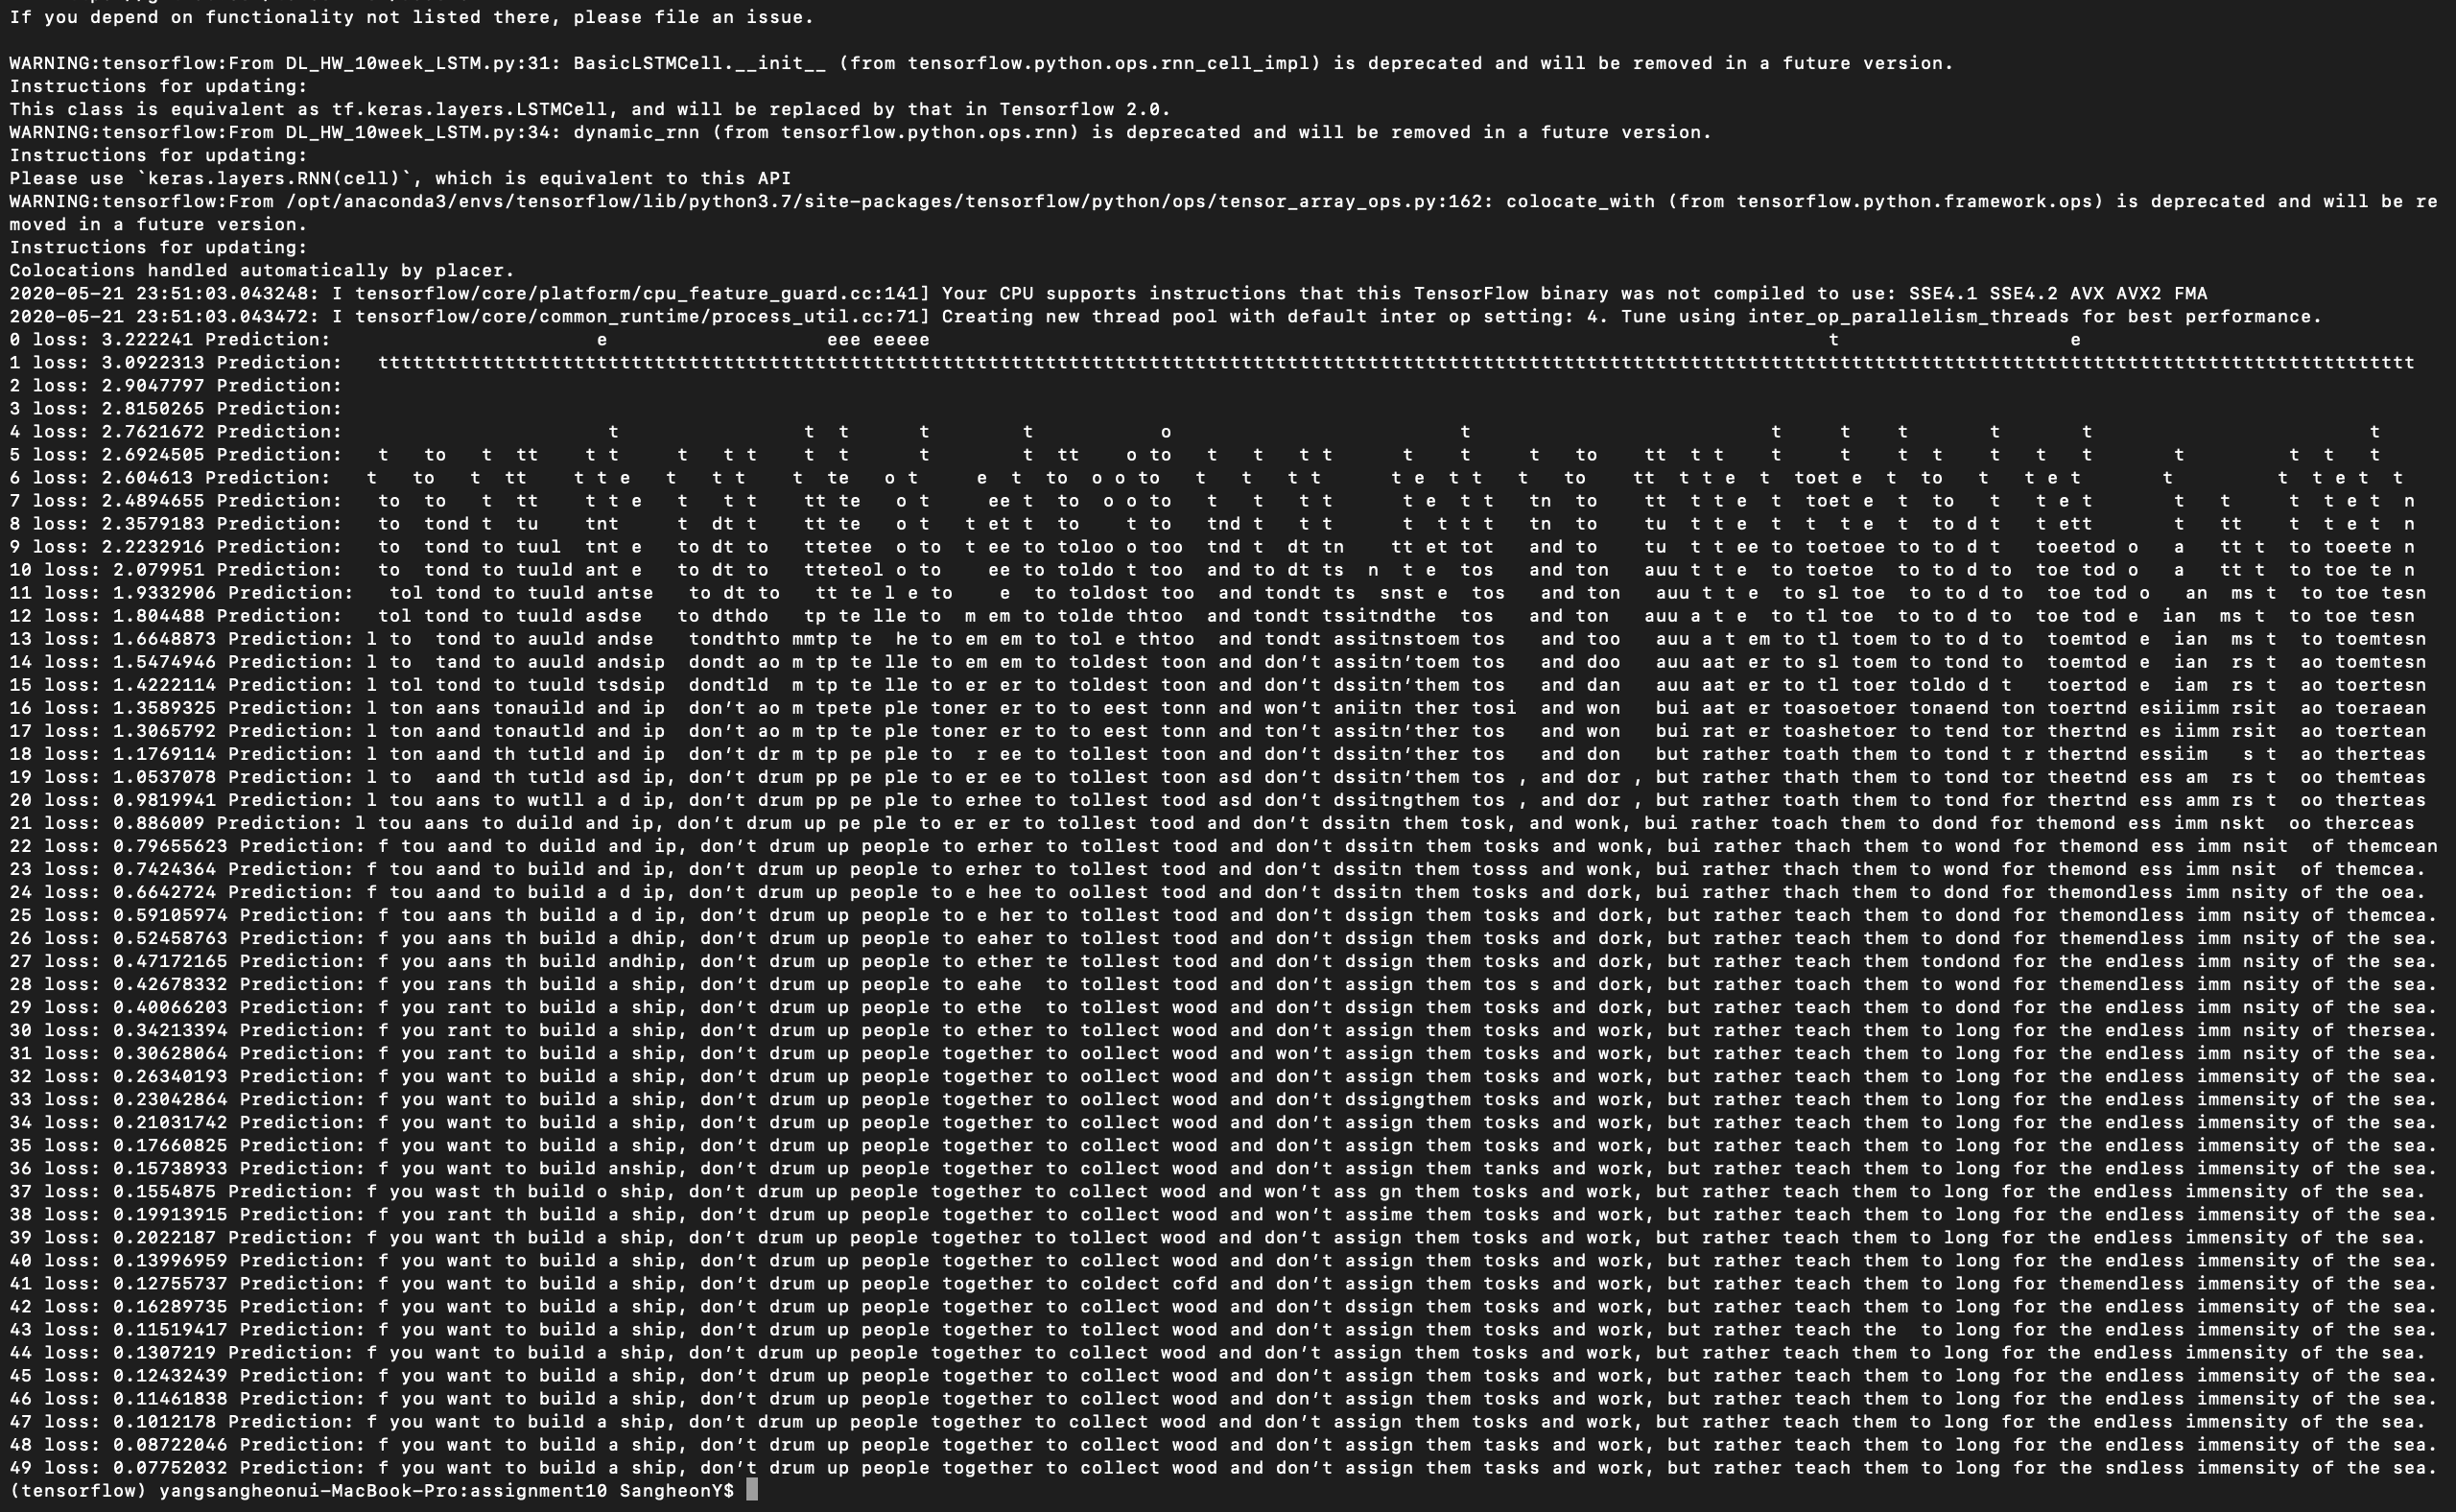 If you depend on functionality not listed there, please file an issue.
WARNING:tensorflow:From DL_HW_10week_LSTM.py:31: BasicLSTMCell.__init__ (from tensorflow.python.ops.rnn_cell_impl) is deprecated and will be removed in a future version.
Instructions for updating:
This class is equivalent as tf.keras.layers.LSTMCell, and will be replaced by that in Tensorflow 2.0.
WARNING:tensorflow:From DL_HW_10week_LSTM.py:34: dynamic_rnn (from tensorflow.python.ops.rnn) is deprecated and will be removed in a future version.
Instructions for updating:
Please use `keras.layers.RNN(cell)`, which is equivalent to this API
WARNING:tensorflow:From /opt/anaconda3/envs/tensorflow/lib/python3.7/site-packages/tensorflow/python/ops/tensor_array_ops.py:162: colocate_with (from tensorflow.python.framework.ops) is deprecated and will be re
moved in a future version.
Instructions for updating:
Colocations handled automatically by placer.
2020-05-21 23:51:03.043248: I tensorflow/core/platform/cpu_feature_guard.cc:141] Your CPU supports instructions that this TensorFlow binary was not compiled to use: SSE4.1 SSE4.2 AVX AVX2 FMA
2020-05-21 23:51:03.043472: I tensorflow/core/common_runtime/process_util.cc:71] Creating new thread pool with default inter op setting: 4. Tune using inter_op_parallelism_threads for best performance.
0 loss: 3.222241 Prediction: e eee eeeee t e
1 loss: 3.0922313 Prediction:
2 loss: 2.9047797 Prediction:
3 loss: 2.8150265 Prediction:
4 loss: 2.7621672 Prediction: t t t t t o t t t t t t t
5 loss: 2.6924505 Prediction: t to t tt t t t t t t t t t tt o to t t t t t t t to tt t t t t t t t t t t t t t
6 loss: 2.604613 Prediction: t to t tt t t e t t t t te o t e t to o o to t t t t t e t t t to tt t t e t toet e t to t t e t t t t e t t
7 loss: 2.4894655 Prediction: to to t tt t t e t t t tt te o t ee t to o o to t t t t t e t t tn to tt t t e t toet e t to t t e t t t t t e t n
8 loss: 2.3579183 Prediction: to tond t tu tnt t dt t tt te o t t et t to t to tnd t t t t t t t tn to tu t t e t t t e t to d t t ett t tt t t e t n
9 loss: 2.2232916 Prediction: to tond to tuul tnt e to dt to ttetee o to t ee to toloo o too tnd t dt tn tt et tot and to tu t t ee to toetoee to to d t toeetod o a tt t to toeete n
10 loss: 2.079951 Prediction: to tond to tuuld ant e to dt to tteteol o to ee to toldo t too and to dt ts n t e tos and ton auu t t e to toetoe to to d to toe tod o a tt t to toe te n
11 loss: 1.9332906 Prediction: tol tond to tuuld antse to dt to tt te l e to e to toldost too and tondt ts snst e tos and ton auu t t e to sl toe to to d to toe tod o an ms t to toe tesn
12 loss: 1.804488 Prediction: tol tond to tuuld asdse to dthdo tp te lle to m em to tolde thtoo and tondt tssitndthe tos and ton auu a t e to tl toe to to d to toe tod e ian ms t to toe tesn
13 loss: 1.6648873 Prediction: l to tond to auuld andse tondthto mmtp te he to em em to tol e thtoo and tondt assitnstoem tos and too auu a t em to tl toem to to d to toemtod e ian ms t to toemtesn
14 loss: 1.5474946 Prediction: l to tand to auuld andsip dondt ao m tp te lle to em em to toldest toon and don't assitn'toem tos and doo auu aat er to sl toem to tond to toemtod e ian rs t ao toemtesn
15 loss: 1.4222114 Prediction: l tol tond to tuuld tsdsip dondtld m tp te lle to er er to toldest toon and don't dssitn'them tos and dan auu aat er to tl toer toldo d t toertod e iam rs t ao toertesn
16 loss: 1.3589325 Prediction: l ton aans tonauild and ip don't ao m tpete ple toner er to to eest tonn and won't aniitn ther tosi and won bui aat er toasoetoer tonaend ton toertnd esiiimm rsit ao toeraean
17 loss: 1.3065792 Prediction: l ton aand tonautld and ip don't ao m tp te ple toner er to to eest tonn and ton't assitn'ther tos and won bui rat er toashetoer to tend tor thertnd es iimm rsit ao toertean
18 loss: 1.1769114 Prediction: l ton aand th tutld and ip don't dr m tp pe ple to r ee to tollest toon and don't dssitn'ther tos and don but rather toath them to tond t r thertnd essiim s t ao therteas
19 loss: 1.0537078 Prediction: l to aand th tutld asd ip, don't drum pp pe ple to er ee to tollest toon asd don't dssitn'them tos , and dor , but rather thath them to tond tor theetnd ess am rs t oo themteas
20 loss: 0.9819941 Prediction: l tou aans to wutll a d ip, don't drum pp pe ple to erhee to tollest tood asd don't dssitngthem tos , and dor , but rather toath them to tond for thertnd ess amm rs t oo therteas
21 loss: 0.886009 Prediction: l tou aans to duild and ip, don't drum up pe ple to er er to tollest tood and don't dssitn them tosk, and wonk, bui rather toach them to dond for themond ess imm nskt oo therceas
22 loss: 0.79655623 Prediction: f tou aand to duild and ip, don't drum up people to erher to tollest tood and don't dssitn them tosks and wonk, bui rather thach them to wond for themond ess imm nsit of themcean
23 loss: 0.7424364 Prediction: f tou aand to build and ip, don't drum up people to erher to tollest tood and don't dssitn them tosss and wonk, bui rather thach them to wond for themond ess imm nsit of themcea.
24 loss: 0.6642724 Prediction: f tou aand to build a d ip, don't drum up people to e hee to oollest tood and don't dssitn them tosks and dork, bui rather thach them to dond for themondless imm nsity of the oea.
25 loss: 0.59105974 Prediction: f tou aans th build a d ip, don't drum up people to e her to tollest tood and don't dssign them tosks and dork, but rather teach them to dond for themondless imm nsity of themcea.
26 loss: 0.52458763 Prediction: f you aans th build a dhip, don't drum up people to eaher to tollest tood and don't dssign them tosks and dork, but rather teach them to dond for themendless imm nsity of the sea.
27 loss: 0.47172165 Prediction: f you aans th build andhip, don't drum up people to ether te tollest tood and don't dssign them tosks and dork, but rather teach them tondond for the endless imm nsity of the sea.
28 loss: 0.42678332 Prediction: f you rans th build a ship, don't drum up people to eahe  to tollest tood and don't assign them tos s and dork, but rather toach them to wond for themendless imm nsity of the sea.
29 loss: 0.40066203 Prediction: f you rant to build a ship, don't drum up people to ethe  to tollest wood and don't assign them tosks and dork, but rather teach them to dond for the endless imm nsity of the sea.
30 loss: 0.34213394 Prediction: f you rant to build a ship, don't drum up people to ether to tollect wood and don't assign them tosks and work, but rather teach them to long for the endless imm nsity of thersea.
31 loss: 0.30628064 Prediction: f you rant to build a ship, don't drum up people together to oollect wood and won't assign them tosks and work, but rather teach them to long for the endless imm nsity of the sea.
32 loss: 0.26340193 Prediction: f you want to build a ship, don't drum up people together to oollect wood and don't assign them tosks and work, but rather teach them to long for the endless immensity of the sea.
33 loss: 0.23042864 Prediction: f you want to build a ship, don't drum up people together to oollect wood and don't dssigngthem tosks and work, but rather teach them to long for the endless immensity of the sea.
34 loss: 0.21031742 Prediction: f you want to build a ship, don't drum up people together to collect wood and don't assign them tosks and work, but rather teach them to long for the endless immensity of the sea.
35 loss: 0.17660825 Prediction: f you want to build a ship, don't drum up people together to collect wood and don't assign them tosks and work, but rather teach them to long for the endless immensity of the sea.
36 loss: 0.15738933 Prediction: f you want to build anship, don't drum up people together to collect wood and don't assign them tanks and work, but rather teach them to long for the endless immensity of the sea.
37 loss: 0.1554875 Prediction: f you wast th build o ship, don't drum up people together to collect wood and won't ass gn them tosks and work, but rather teach them to long for the endless immensity of the sea.
38 loss: 0.19913915 Prediction: f you rant th build a ship, don't drum up people together to collect wood and won't assime them tosks and work, but rather teach them to long for the endless immensity of the sea.
39 loss: 0.2022187 Prediction: f you want th build a ship, don't drum up people together to tollect wood and don't assign them tosks and work, but rather teach them to long for the endless immensity of the sea.
40 loss: 0.13996959 Prediction: f you want to build a ship, don't drum up people together to collect wood and don't assign them tosks and work, but rather teach them to long for the endless immensity of the sea.
41 loss: 0.12755737 Prediction: f you want to build a ship, don't drum up people together to coldect cofd and don't assign them tosks and work, but rather teach them to long for themendless immensity of the sea.
42 loss: 0.16289735 Prediction: f you want to build a ship, don't drum up people together to collect wood and don't dssign them tosks and work, but rather teach them to long for the endless immensity of the sea.
43 loss: 0.11519417 Prediction: f you want to build a ship, don't drum up people together to tollect wood and don't assign them tosks and work, but rather teach the  to long for the endless immensity of the sea.
44 loss: 0.1307219 Prediction: f you want to build a ship, don't drum up people together to collect wood and don't assign them tosks and work, but rather teach them to long for the endless immensity of the sea.
45 loss: 0.12432439 Prediction: f you want to build a ship, don't drum up people together to collect wood and don't assign them tosks and work, but rather teach them to long for the endless immensity of the sea.
46 loss: 0.11461838 Prediction: f you want to build a ship, don't drum up people together to collect wood and don't assign them tosks and work, but rather teach them to long for the endless immensity of the sea.
47 loss: 0.1012178 Prediction: f you want to build a ship, don't drum up people together to collect wood and don't assign them tosks and work, but rather teach them to long for the endless immensity of the sea.
48 loss: 0.08722046 Prediction: f you want to build a ship, don't drum up people together to collect wood and don't assign them tasks and work, but rather teach them to long for the endless immensity of the sea.
49 loss: 0.07752032 Prediction: f you want to build a ship, don't drum up people together to collect wood and don't assign them tasks and work, but rather teach them to long for the sndless immensity of the sea.
(tensorflow) yangsangheonui-MacBook-Pro:assignment10 SangheonY$